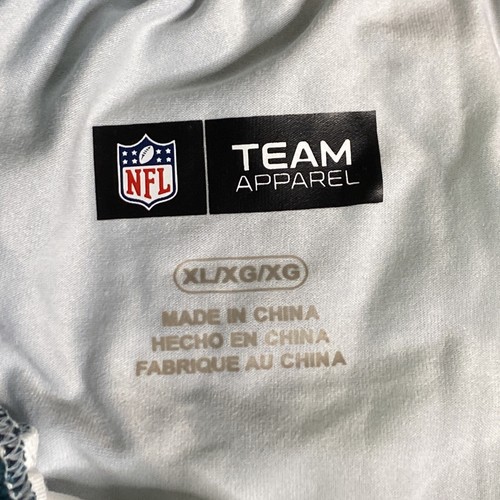 NFL
TEAM
APPAREL
XL/XG/XG
MADE IN CHINA
HECHO EN CHINA
FABRIQUE AU CHINA